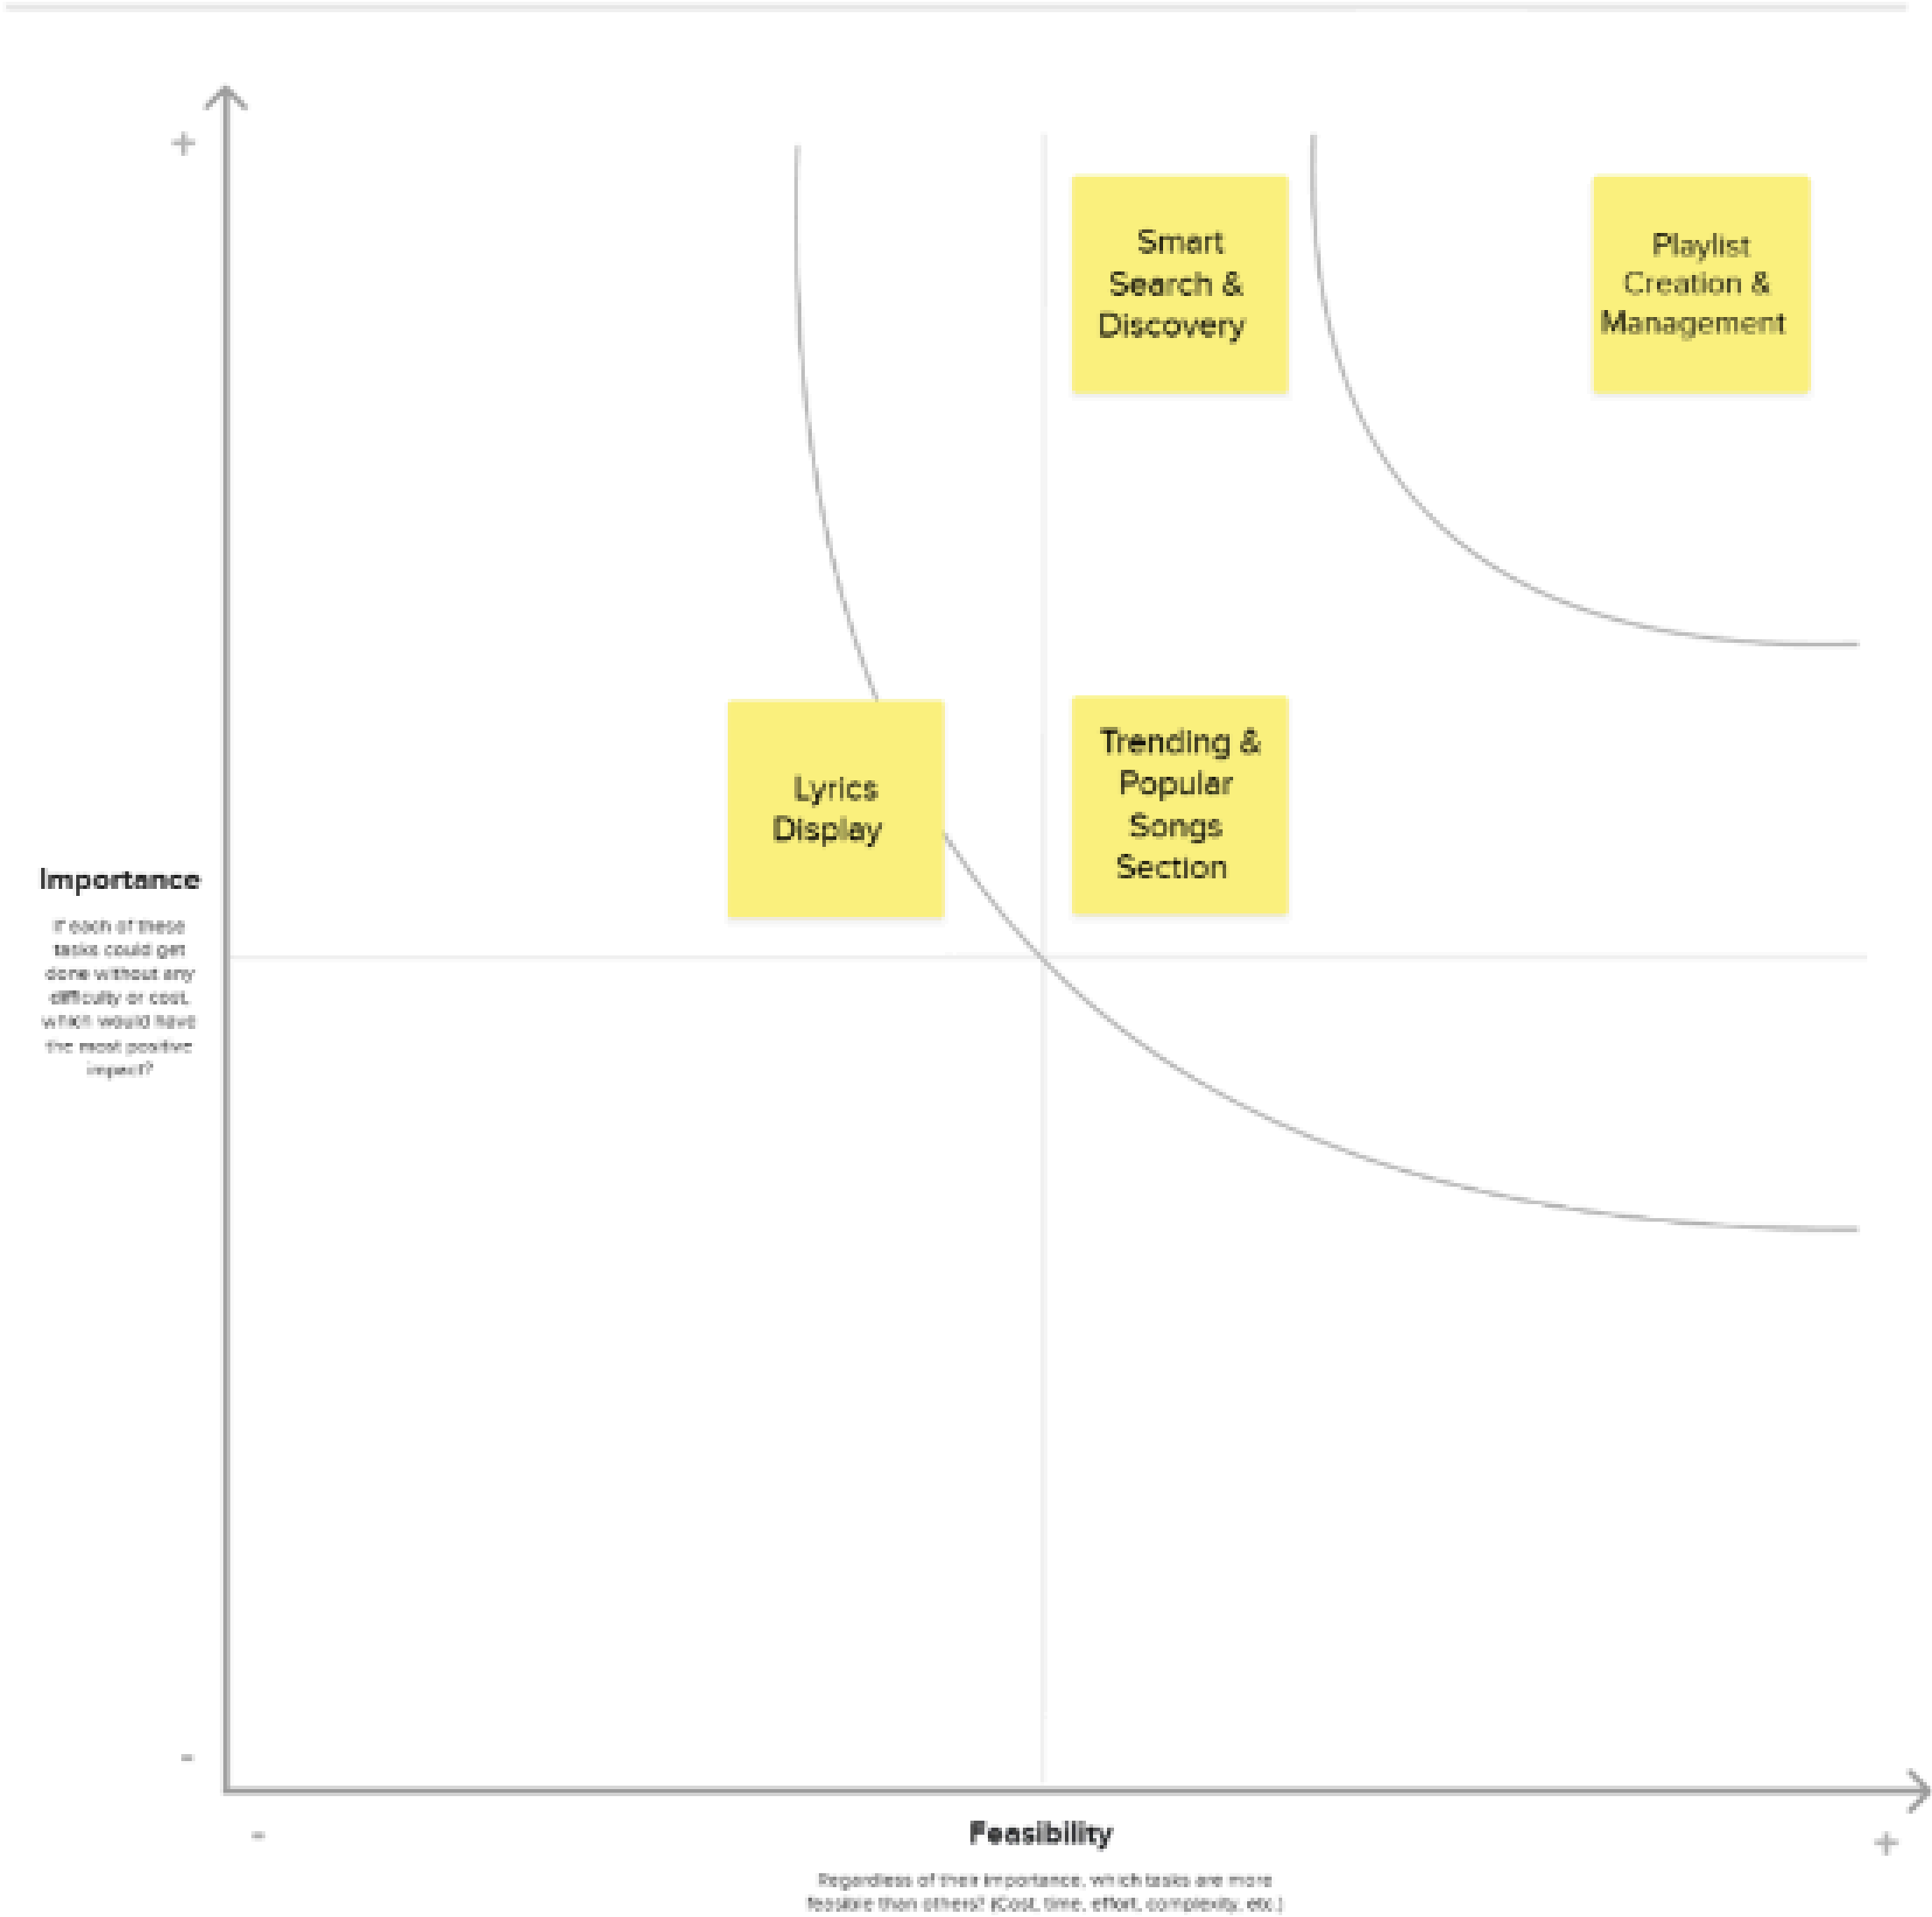 +
Smart
Search &
Discovery
Playlist
Creation &
Management
Lyrics
Display
Trending &
Popular
Songs
Section
Importance
If each of these
tasks could get
done without any
difficulty or cost,
which would have
the most positive
impact?
-
-
Feasibility
+
Regardless of their importance, which tasks are more
feasible than others? (Cost, time, effort, complexity, etc.)